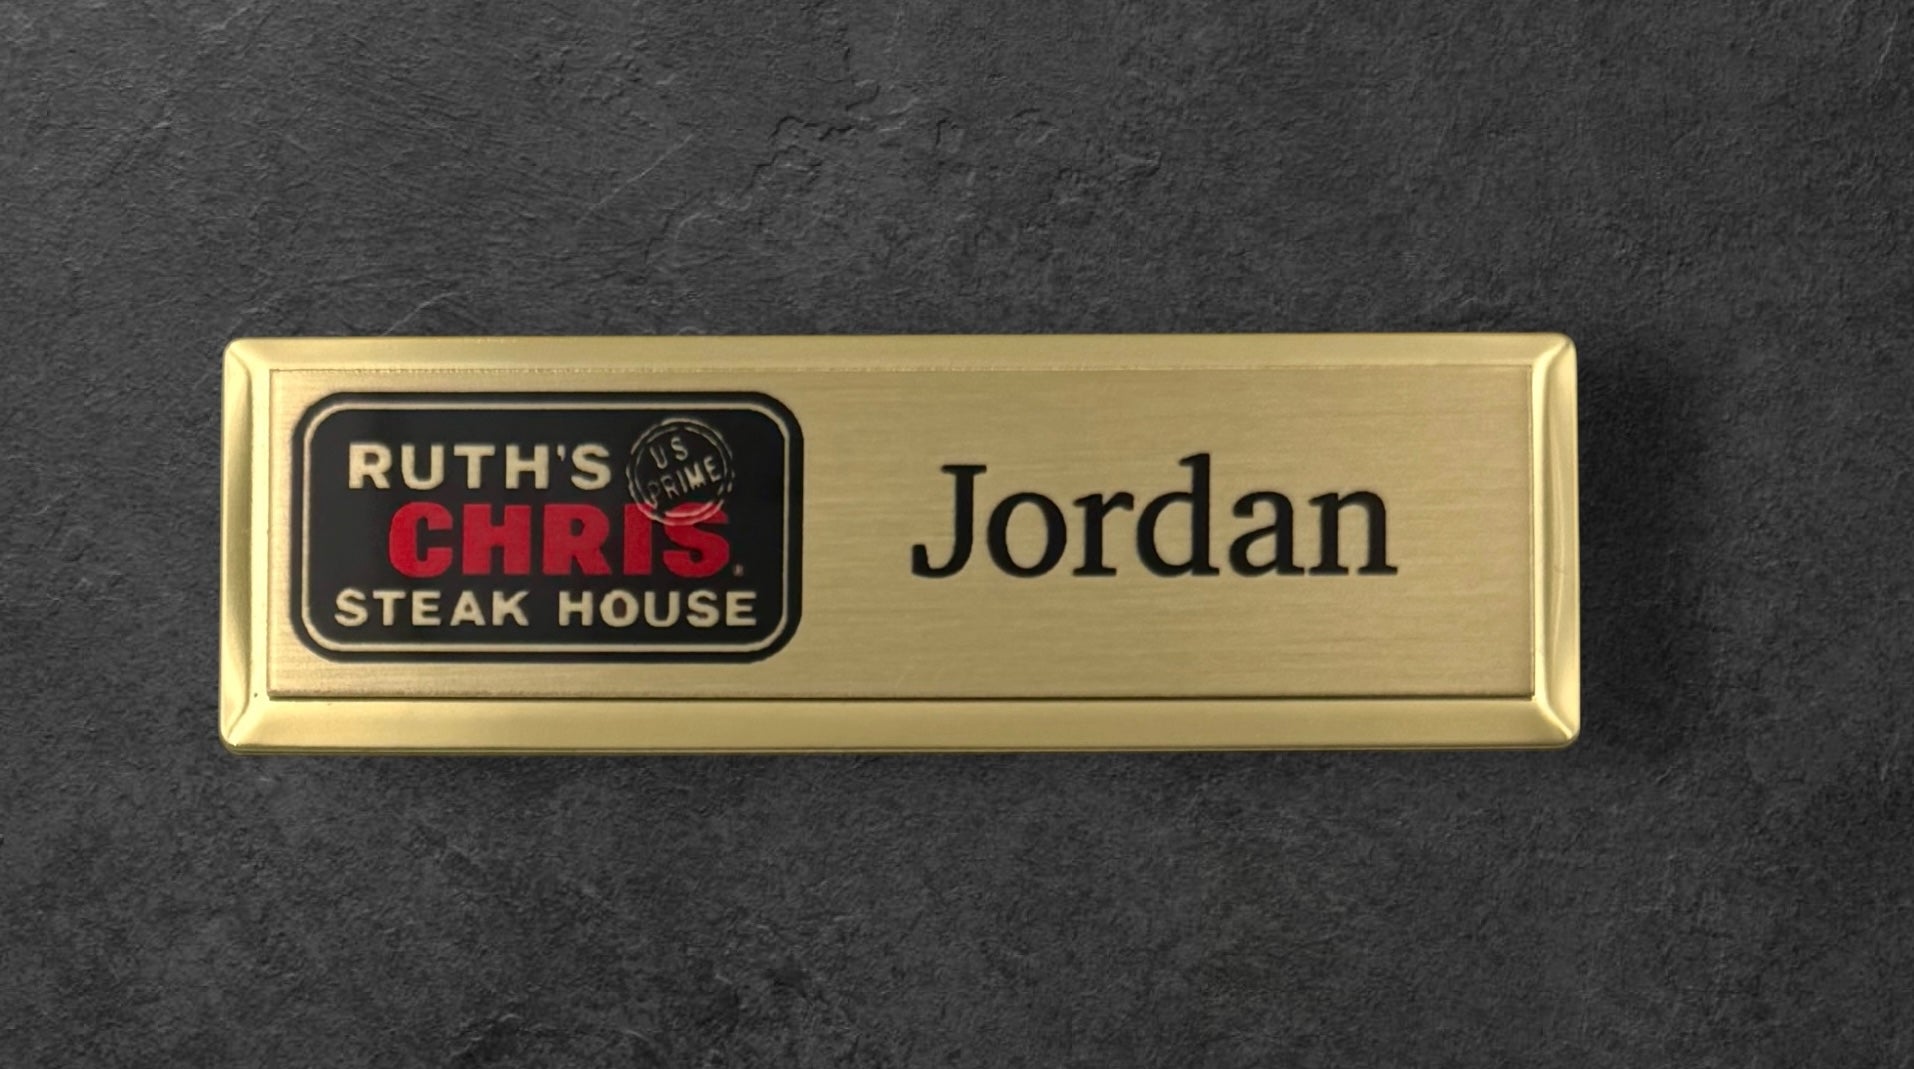 RUTH'S
US
PRIME
CHRIS.
STEAK HOUSE
Jordan